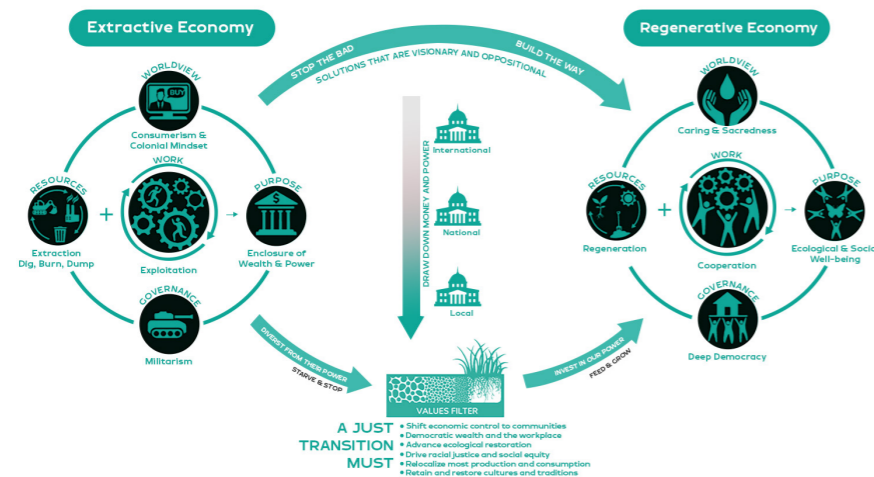 Extractive Economy
WORLDVIEW
BUY
Consumerism &
Colonial Mindset
RESOURCES
Extraction
Dig, Burn, Dump
+
WORK
Exploitation
PURPOSE
$
Enclosure of
Wealth & Power
GOVERNANCE
Militarism
STOP THE BAD
BUILD THE WAY
SOLUTIONS THAT ARE VISIONARY AND OPPOSITIONAL
DRAW DOWN MONEY AND POWER
International
National
Local
DIVERST FROM THEIR POWER
STARVE & STOP
INVEST IN OUR POWER
FEED & GROW
VALUES FILTER
A JUST
TRANSITION
MUST
• Shift economic control to communities
• Democratic wealth and the workplace
• Advance ecological restoration
• Drive racial justice and social equity
• Relocalize most production and consumption
• Retain and restore cultures and traditions
Regenerative Economy
WORLDVIEW
Caring & Sacredness
RESOURCES
Regeneration
+
WORK
Cooperation
PURPOSE
Ecological & Socia
Well-being
GOVERNANCE
Deep Democracy